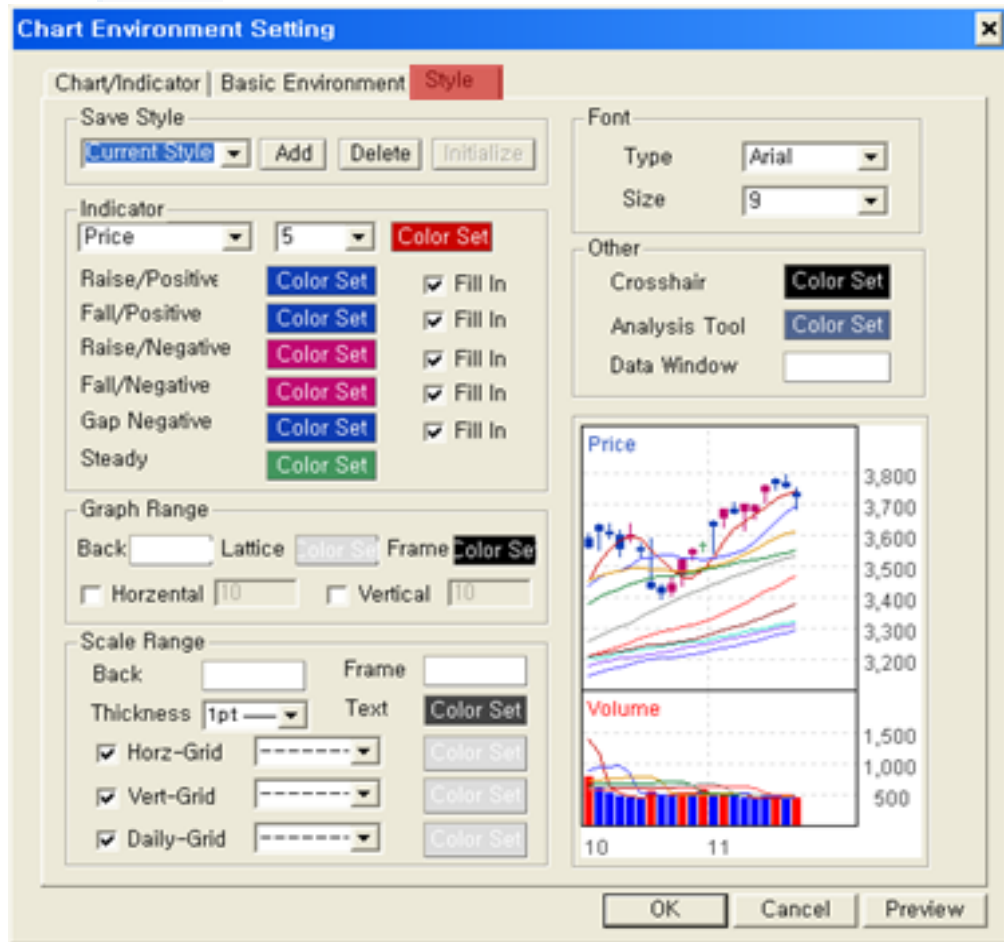 Chart Environment Setting
Chart/Indicator Basic Environment Style
Save Style
Current Style Add Delete Initialize
Indicator
Price 5 Color Set
Raise/Positive Color Set Fill In
Fall/Positive Color Set Fill In
Raise/Negative Color Set Fill In
Fall/Negative Color Set Fill In
Gap Negative Color Set Fill In
Steady Color Set
Graph Range
Back Lattice Color Set Frame Color Set
Horzental 10 Vertical 10
Scale Range
Back Frame
Thickness 1pt Text Color Set
Horz-Grid Color Set
Vert-Grid Color Set
Daily-Grid Color Set
Font
Type Arial
Size 9
Other
Crosshair Color Set
Analysis Tool Color Set
Data Window
Price
3,800
3,700
3,600
3,500
3,400
3,300
3,200
Volume
1,500
1,000
500
10 11
OK Cancel Preview